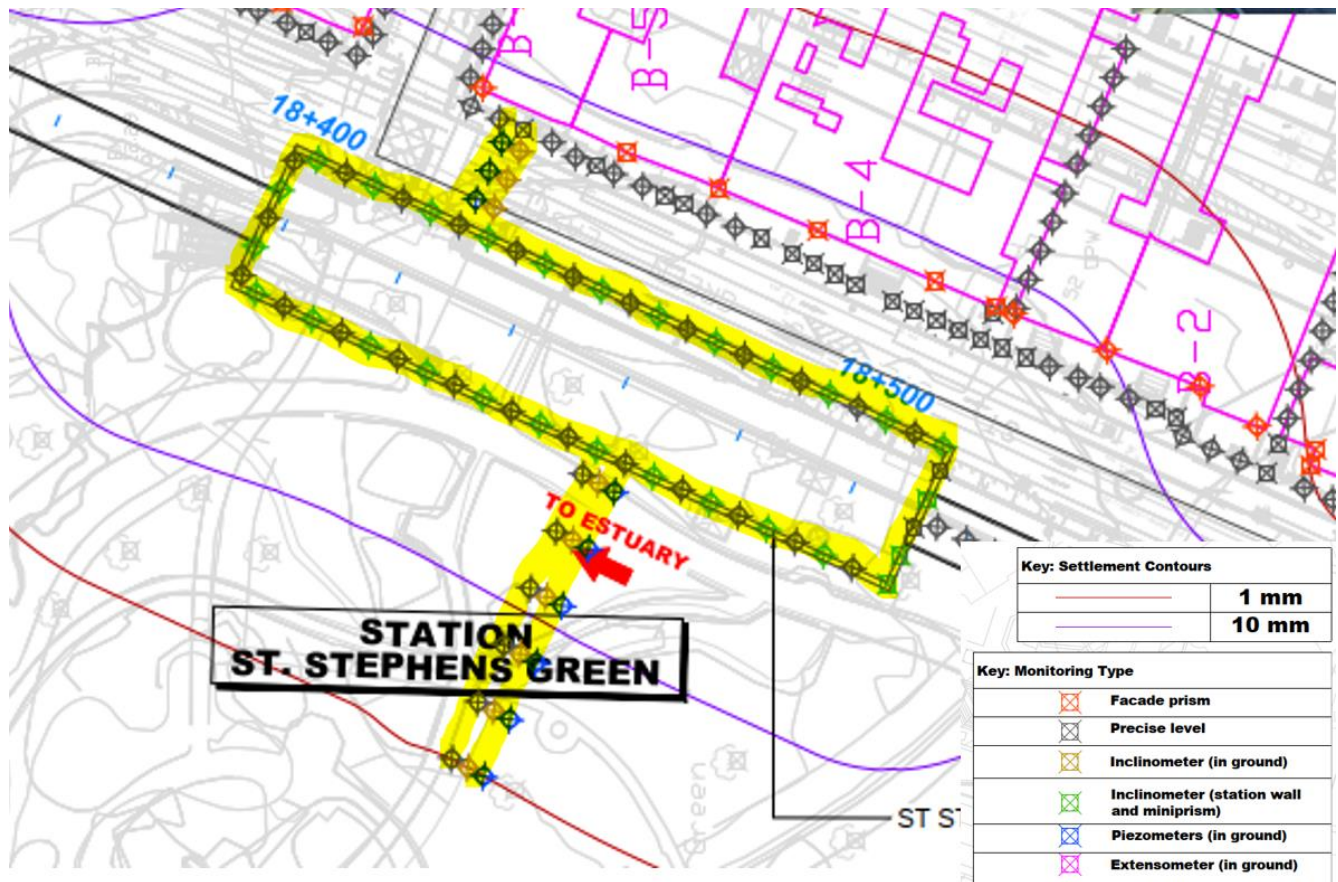 18+400
B
B-5
B-4
B-2
18+500
TO ESTUARY
STATION
ST. STEPHENS GREEN
Green
ST ST
Key: Settlement Contours
1 mm
10 mm
Key: Monitoring Type
Facade prism
Precise level
Inclinometer (in ground)
Inclinometer (station wall
and miniprism)
Piezometers (in ground)
Extensometer (in ground)